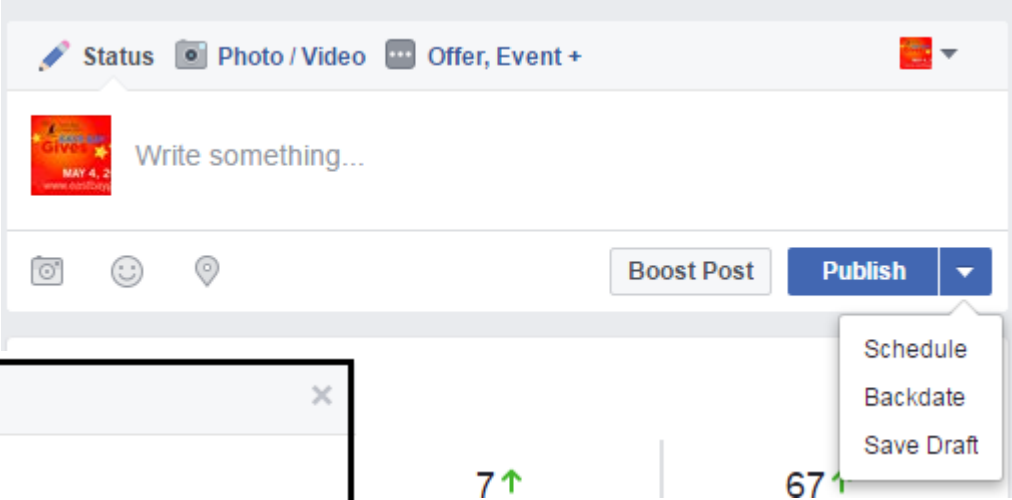 Status Photo / Video Offer, Event +
Gives
MAY 4, 2
Write something...
Boost Post Publish
Schedule
Backdate
Save Draft
7
67